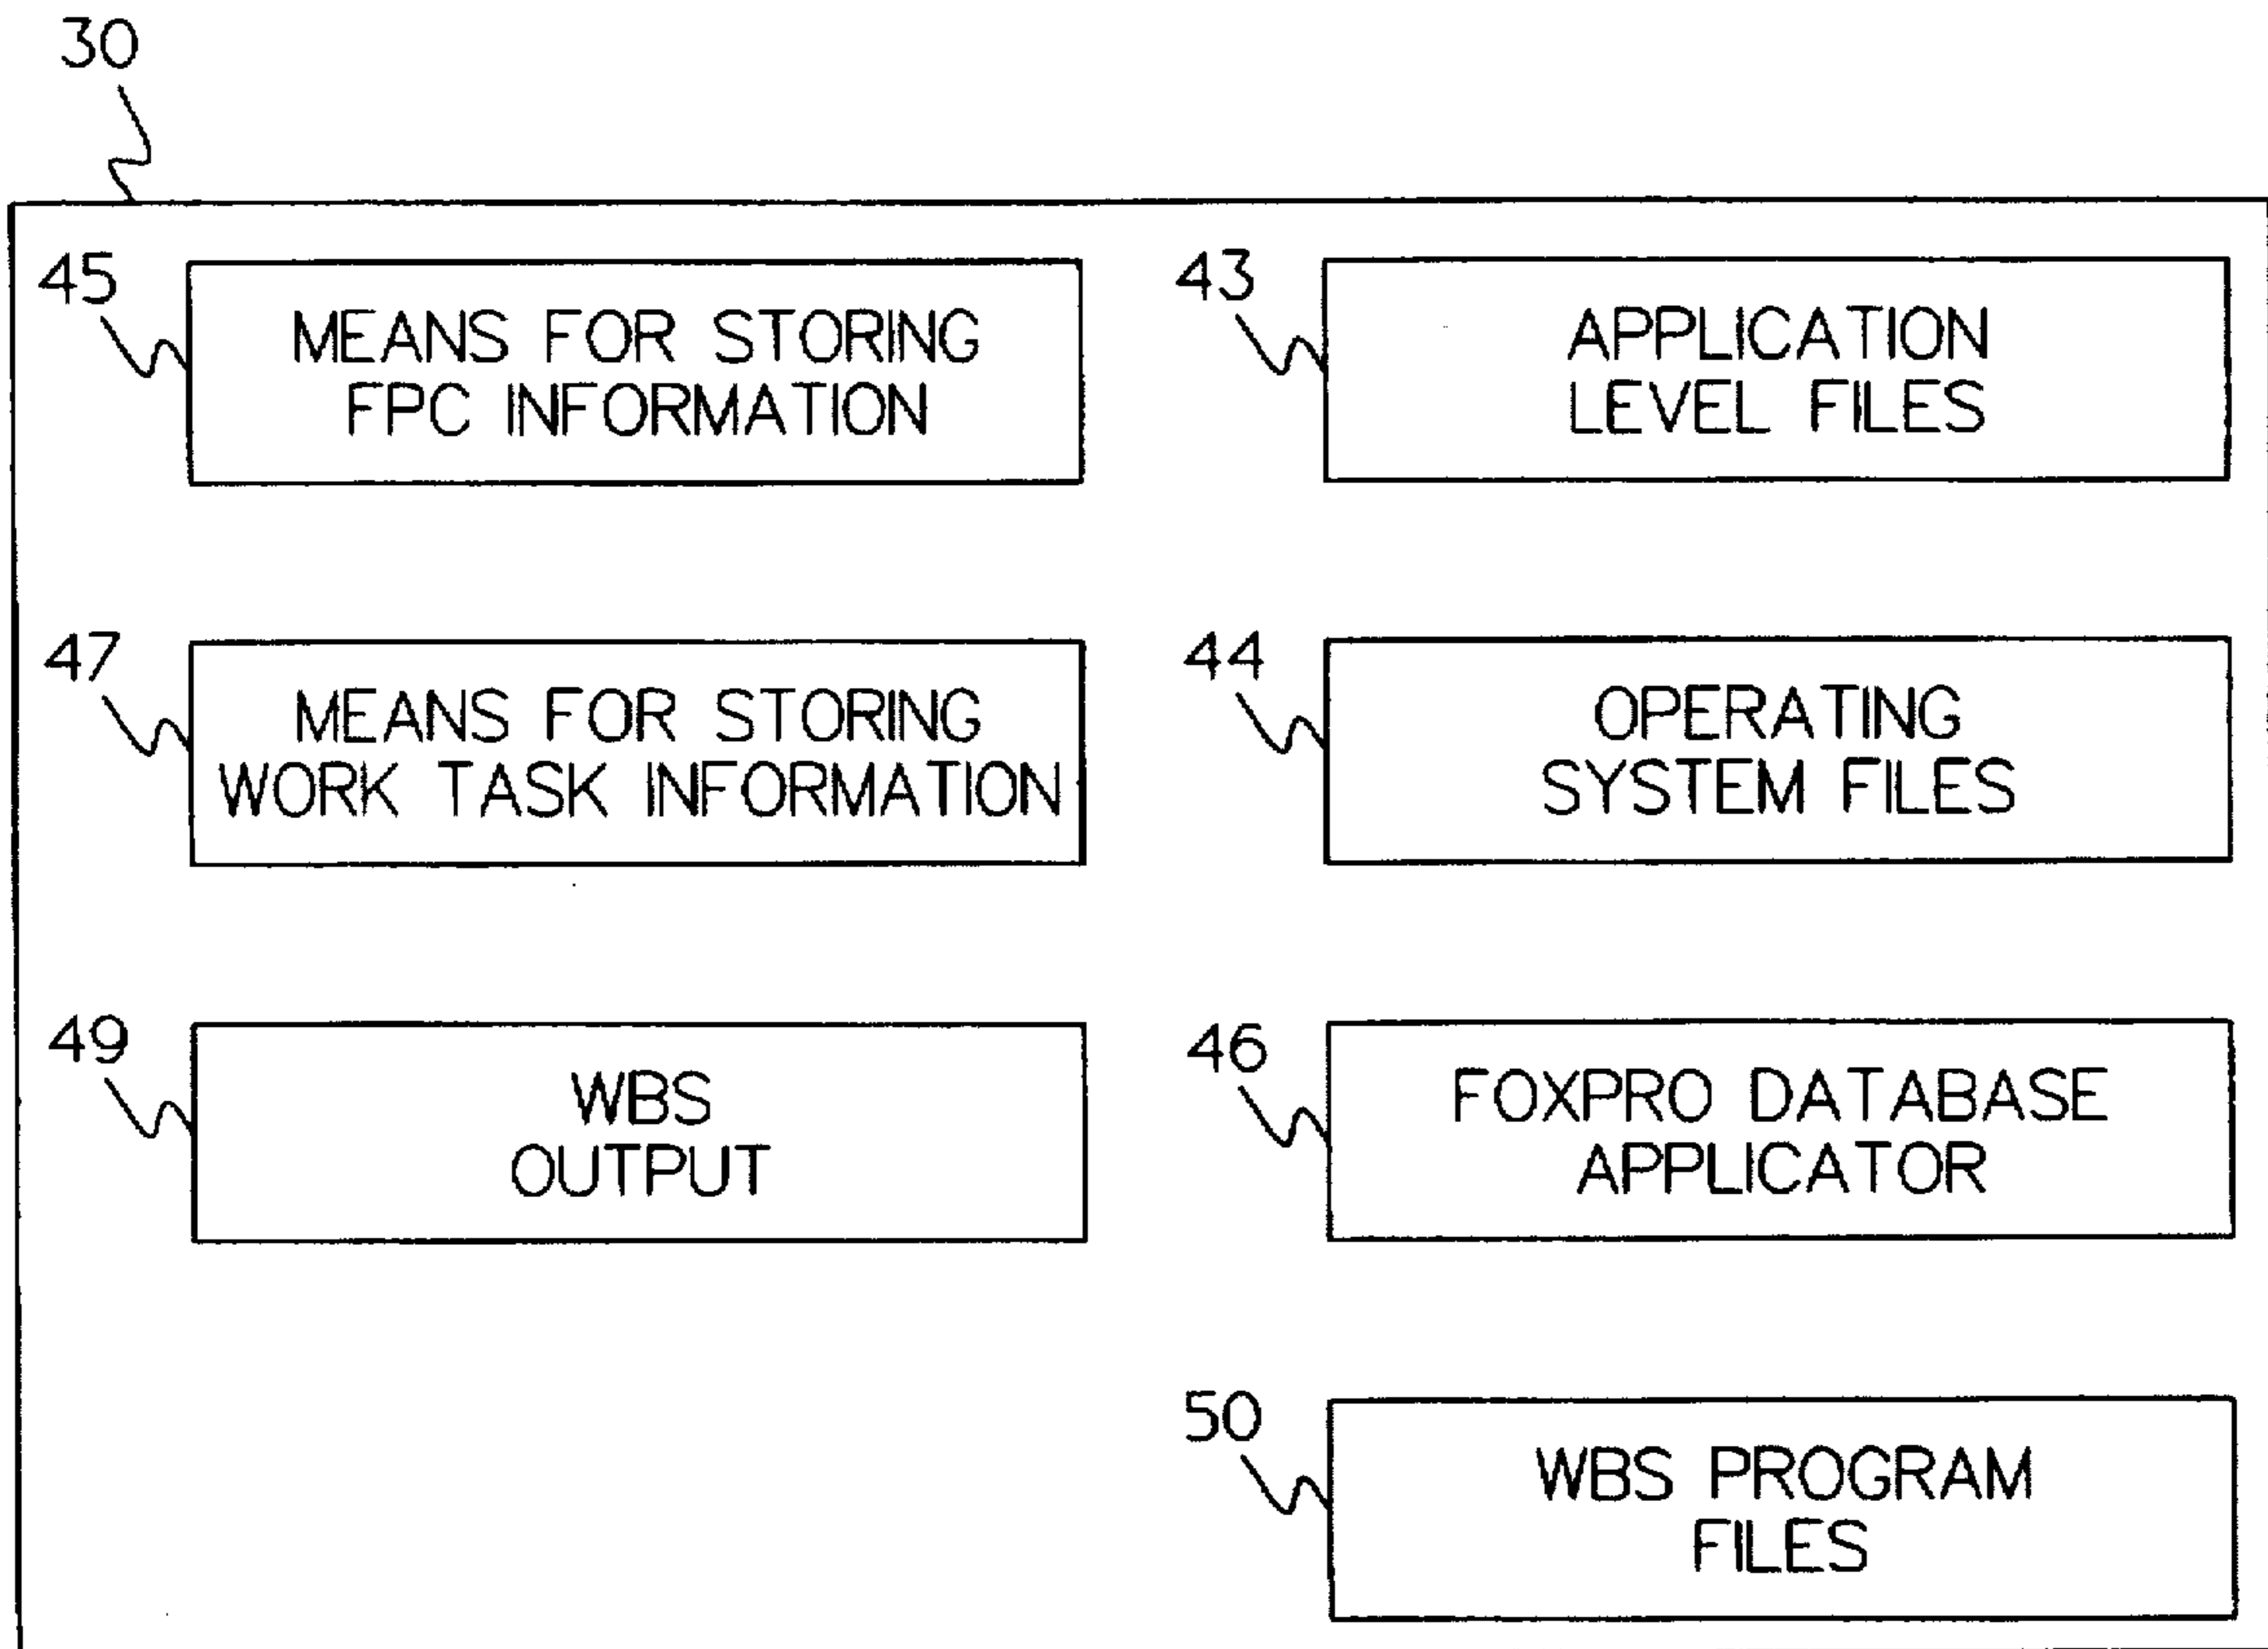 30
45
MEANS FOR STORING
FPC INFORMATION
43
APPLICATION
LEVEL FILES
47
MEANS FOR STORING
WORK TASK INFORMATION
44
OPERATING
SYSTEM FILES
49
WBS
OUTPUT
46
FOXPRO DATABASE
APPLICATOR
50
WBS PROGRAM
FILES